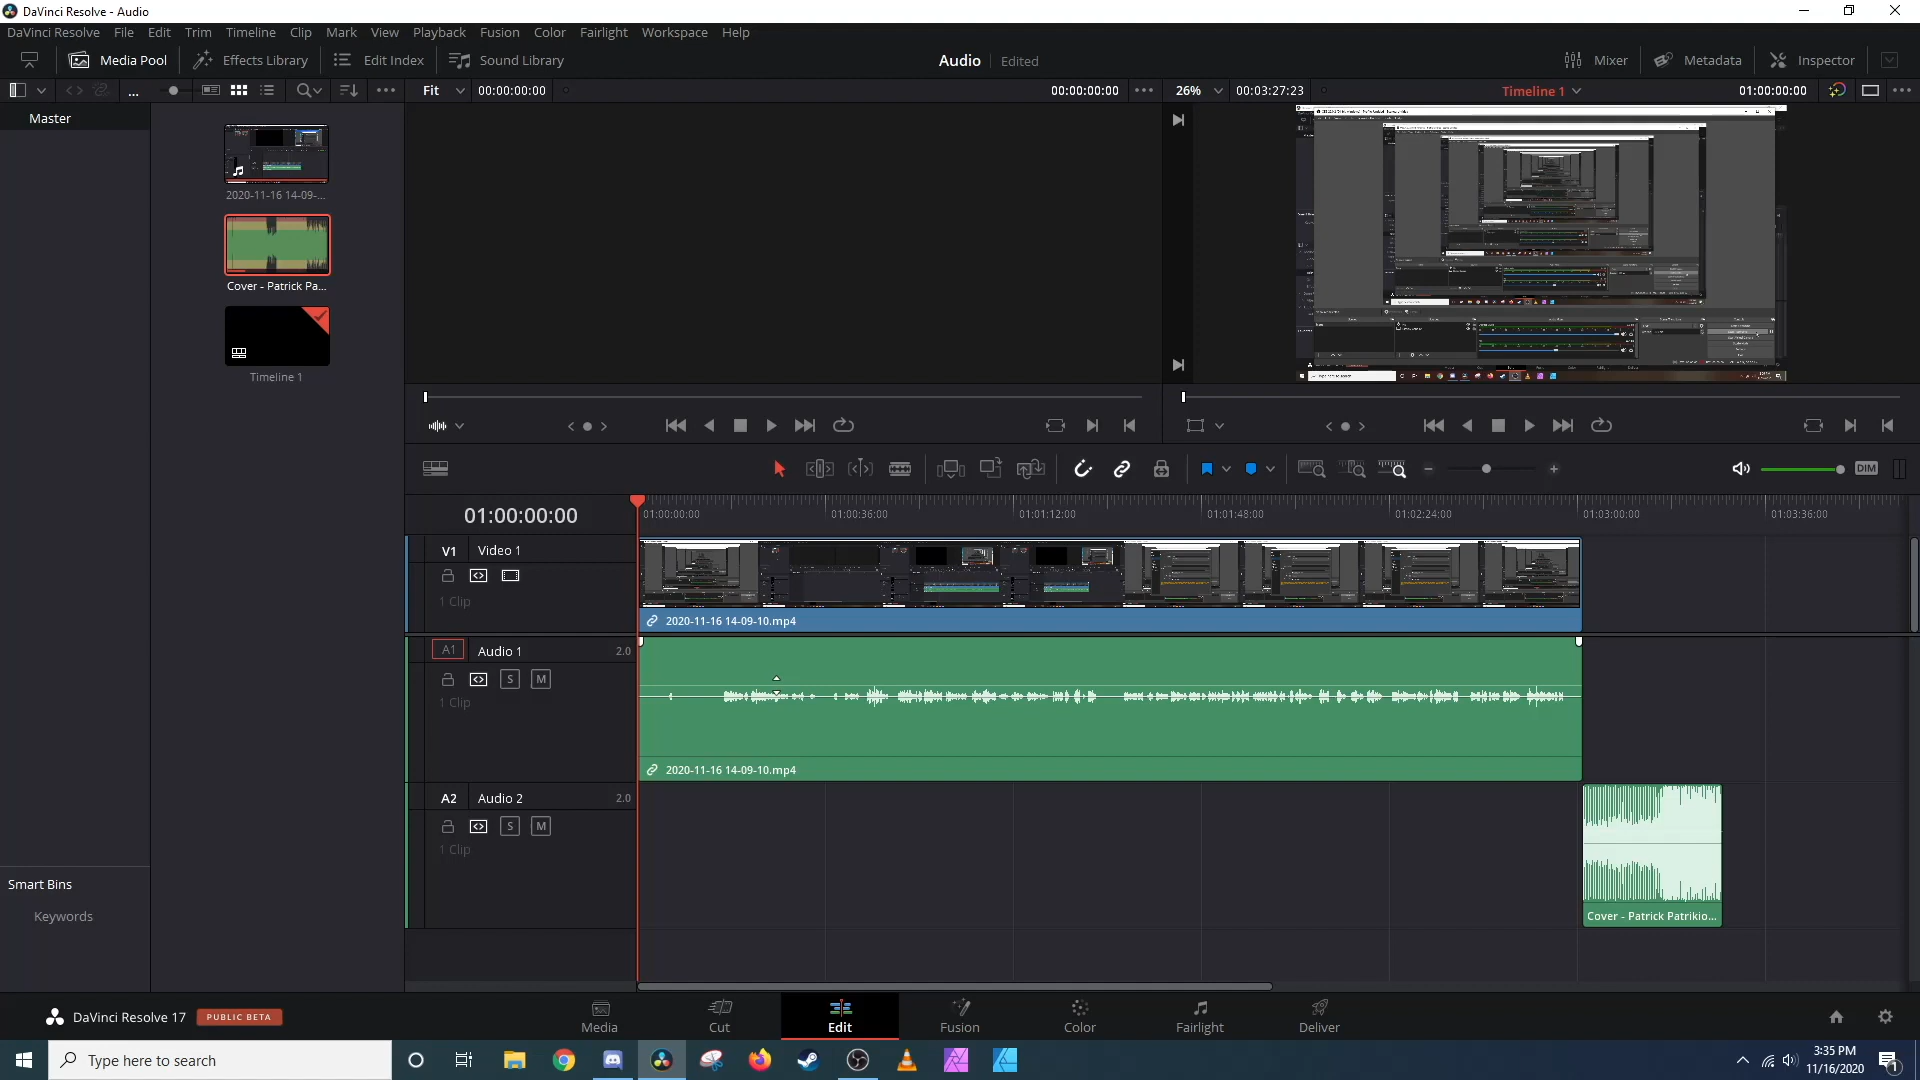 DaVinci Resolve - Audio
DaVinci Resolve File Edit Trim Timeline Clip Mark View Playback Fusion Color Fairlight Workspace Help
Media Pool Effects Library Edit Index Sound Library Audio Edited Mixer Metadata Inspector
... Fit 00:00:00:00 00:00:00:00 26% 00:03:27:23 Timeline 1 01:00:00:00
Master
2020-11-16 14-09-...
Cover - Patrick Pa...
Timeline 1
DIM
01:00:00:00
01:00:00:00 01:00:36:00 01:01:12:00 01:01:48:00 01:02:24:00 01:03:00:00 01:03:36:00
V1 Video 1
1 Clip
2020-11-16 14-09-10.mp4
A1 Audio 1 2.0
S M
1 Clip
2020-11-16 14-09-10.mp4
A2 Audio 2 2.0
S M
1 Clip
Cover - Patrick Patrikio...
Smart Bins
Keywords
DaVinci Resolve 17 PUBLIC BETA
Media Cut Edit Fusion Color Fairlight Deliver
Type here to search
3:35 PM
11/16/2020
1